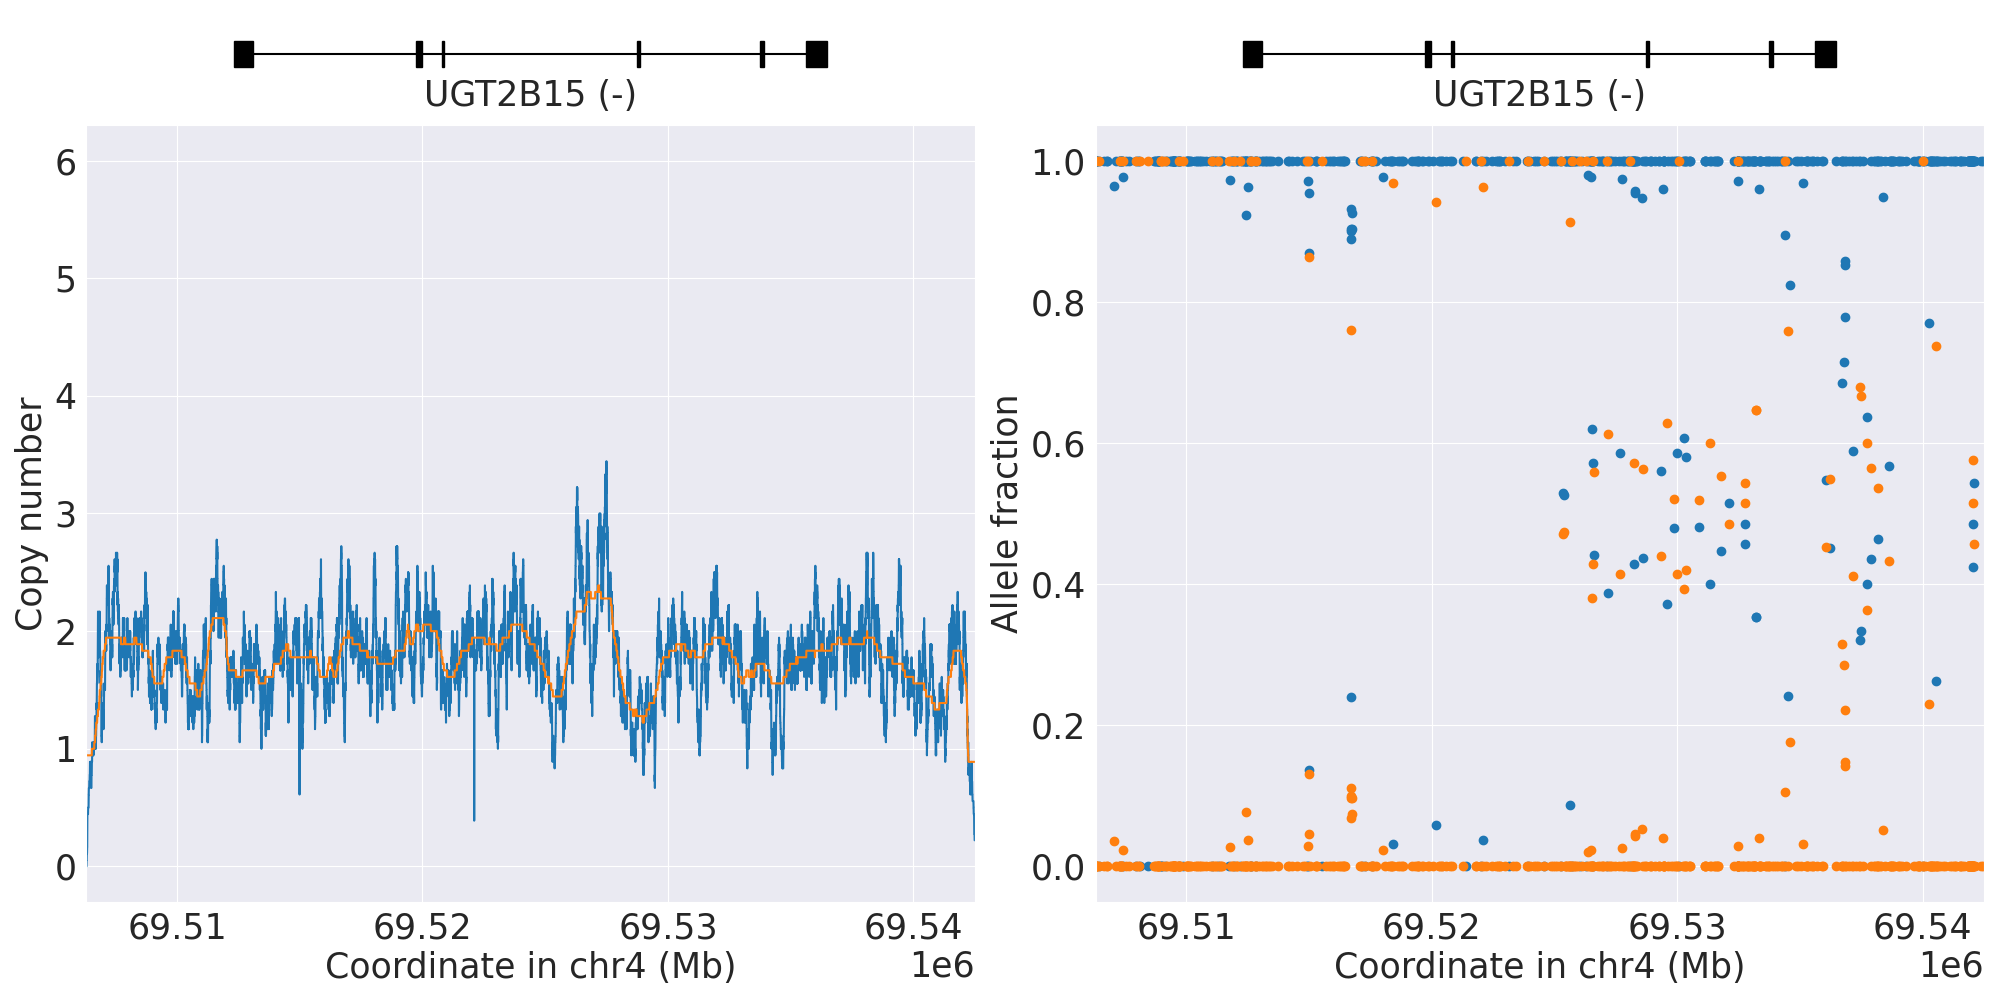 UGT2B15 (-)
6
5
4
3
2
1
0
Copy number
69.51 69.52 69.53 69.54
Coordinate in chr4 (Mb)
1e6
UGT2B15 (-)
1.0
0.8
0.6
0.4
0.2
0.0
Allele fraction
69.51 69.52 69.53 69.54
Coordinate in chr4 (Mb)
1e6